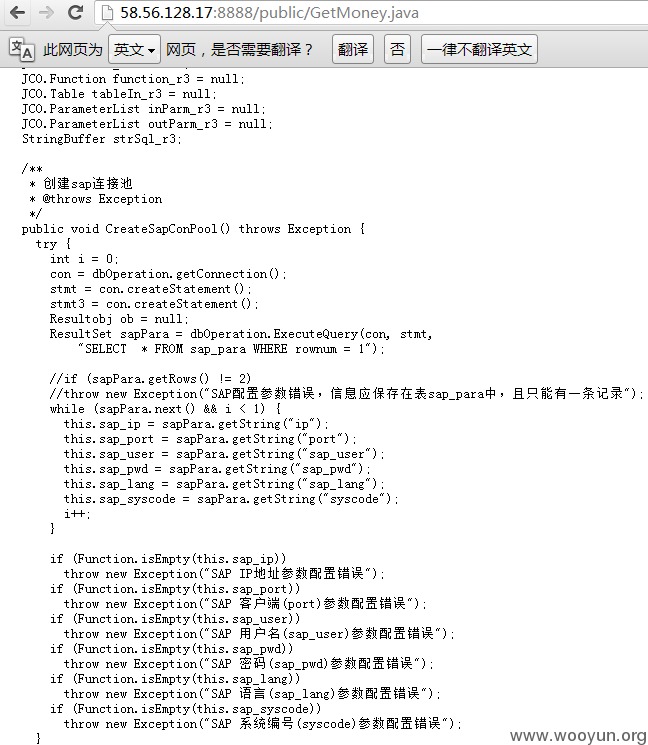 58.56.128.17:8888/public/GetMoney.java
此网页为 英文 网页，是否需要翻译？ 翻译 否 一律不翻译英文
JCO.Function function_r3 = null;
JCO.Table tableIn_r3 = null;
JCO.ParameterList inParm_r3 = null;
JCO.ParameterList outParm_r3 = null;
StringBuffer strSql_r3;
/**
* 创建sap连接池
* @throws Exception
*/
public void CreateSapConPool() throws Exception {
try {
int i = 0;
con = dbOperation.getConnection();
stmt = con.createStatement();
stmt3 = con.createStatement();
Resultobj ob = null;
ResultSet sapPara = dbOperation.ExecuteQuery(con, stmt,
"SELECT  * FROM sap_para WHERE rownum = 1");
//if (sapPara.getRows() != 2)
//throw new Exception("SAP配置参数错误，信息应保存在表sap_para中，且只能有一条记录");
while (sapPara.next() && i < 1) {
this.sap_ip = sapPara.getString("ip");
this.sap_port = sapPara.getString("port");
this.sap_user = sapPara.getString("sap_user");
this.sap_pwd = sapPara.getString("sap_pwd");
this.sap_lang = sapPara.getString("sap_lang");
this.sap_syscode = sapPara.getString("syscode");
i++;
}
if (Function.isEmpty(this.sap_ip))
throw new Exception("SAP IP地址参数配置错误");
if (Function.isEmpty(this.sap_port))
throw new Exception("SAP 客户端(port)参数配置错误");
if (Function.isEmpty(this.sap_user))
throw new Exception("SAP 用户名(sap_user)参数配置错误");
if (Function.isEmpty(this.sap_pwd))
throw new Exception("SAP 密码(sap_pwd)参数配置错误");
if (Function.isEmpty(this.sap_lang))
throw new Exception("SAP 语言(sap_lang)参数配置错误");
if (Function.isEmpty(this.sap_syscode))
throw new Exception("SAP 系统编号(syscode)参数配置错误");
}
www.wooyun.org